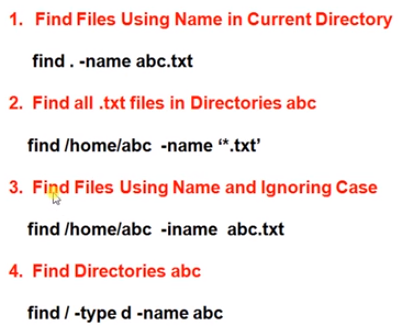 1. Find Files Using Name in Current Directory
find . -name abc.txt
2. Find all .txt files in Directories abc
find /home/abc -name ‘*.txt’
3. Find Files Using Name and Ignoring Case
find /home/abc -iname abc.txt
4. Find Directories abc
find / -type d -name abc